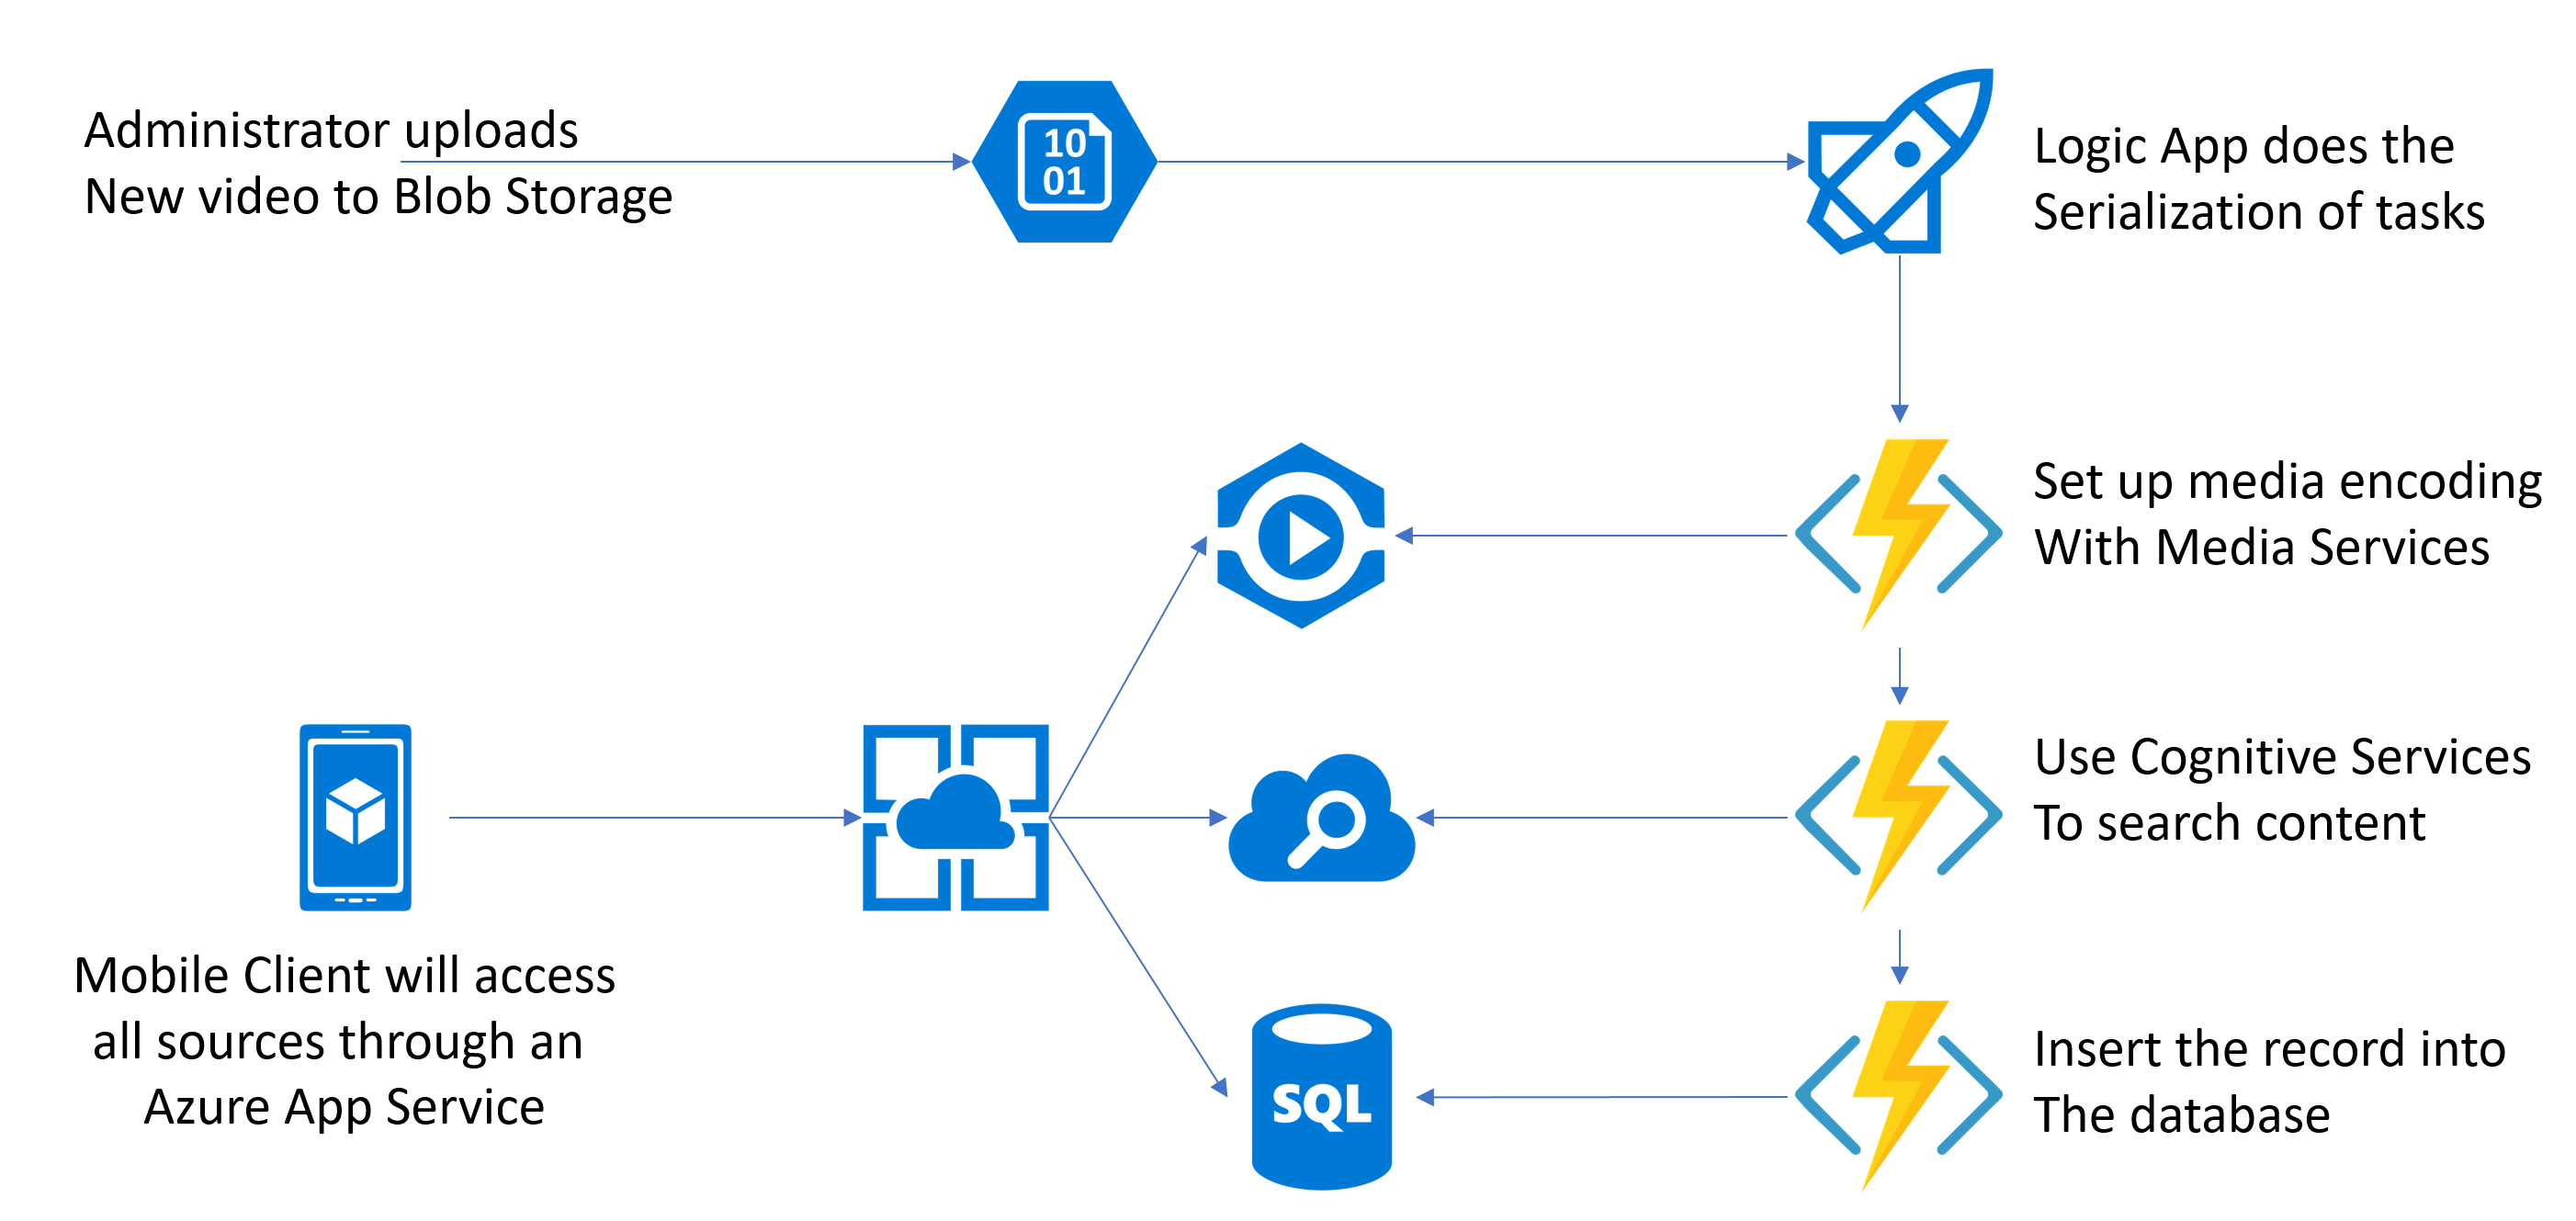 Administrator uploads
New video to Blob Storage
10
01
Logic App does the
Serialization of tasks
Set up media encoding
With Media Services
Use Cognitive Services
To search content
Mobile Client will access
all sources through an
Azure App Service
SQL
Insert the record into
The database